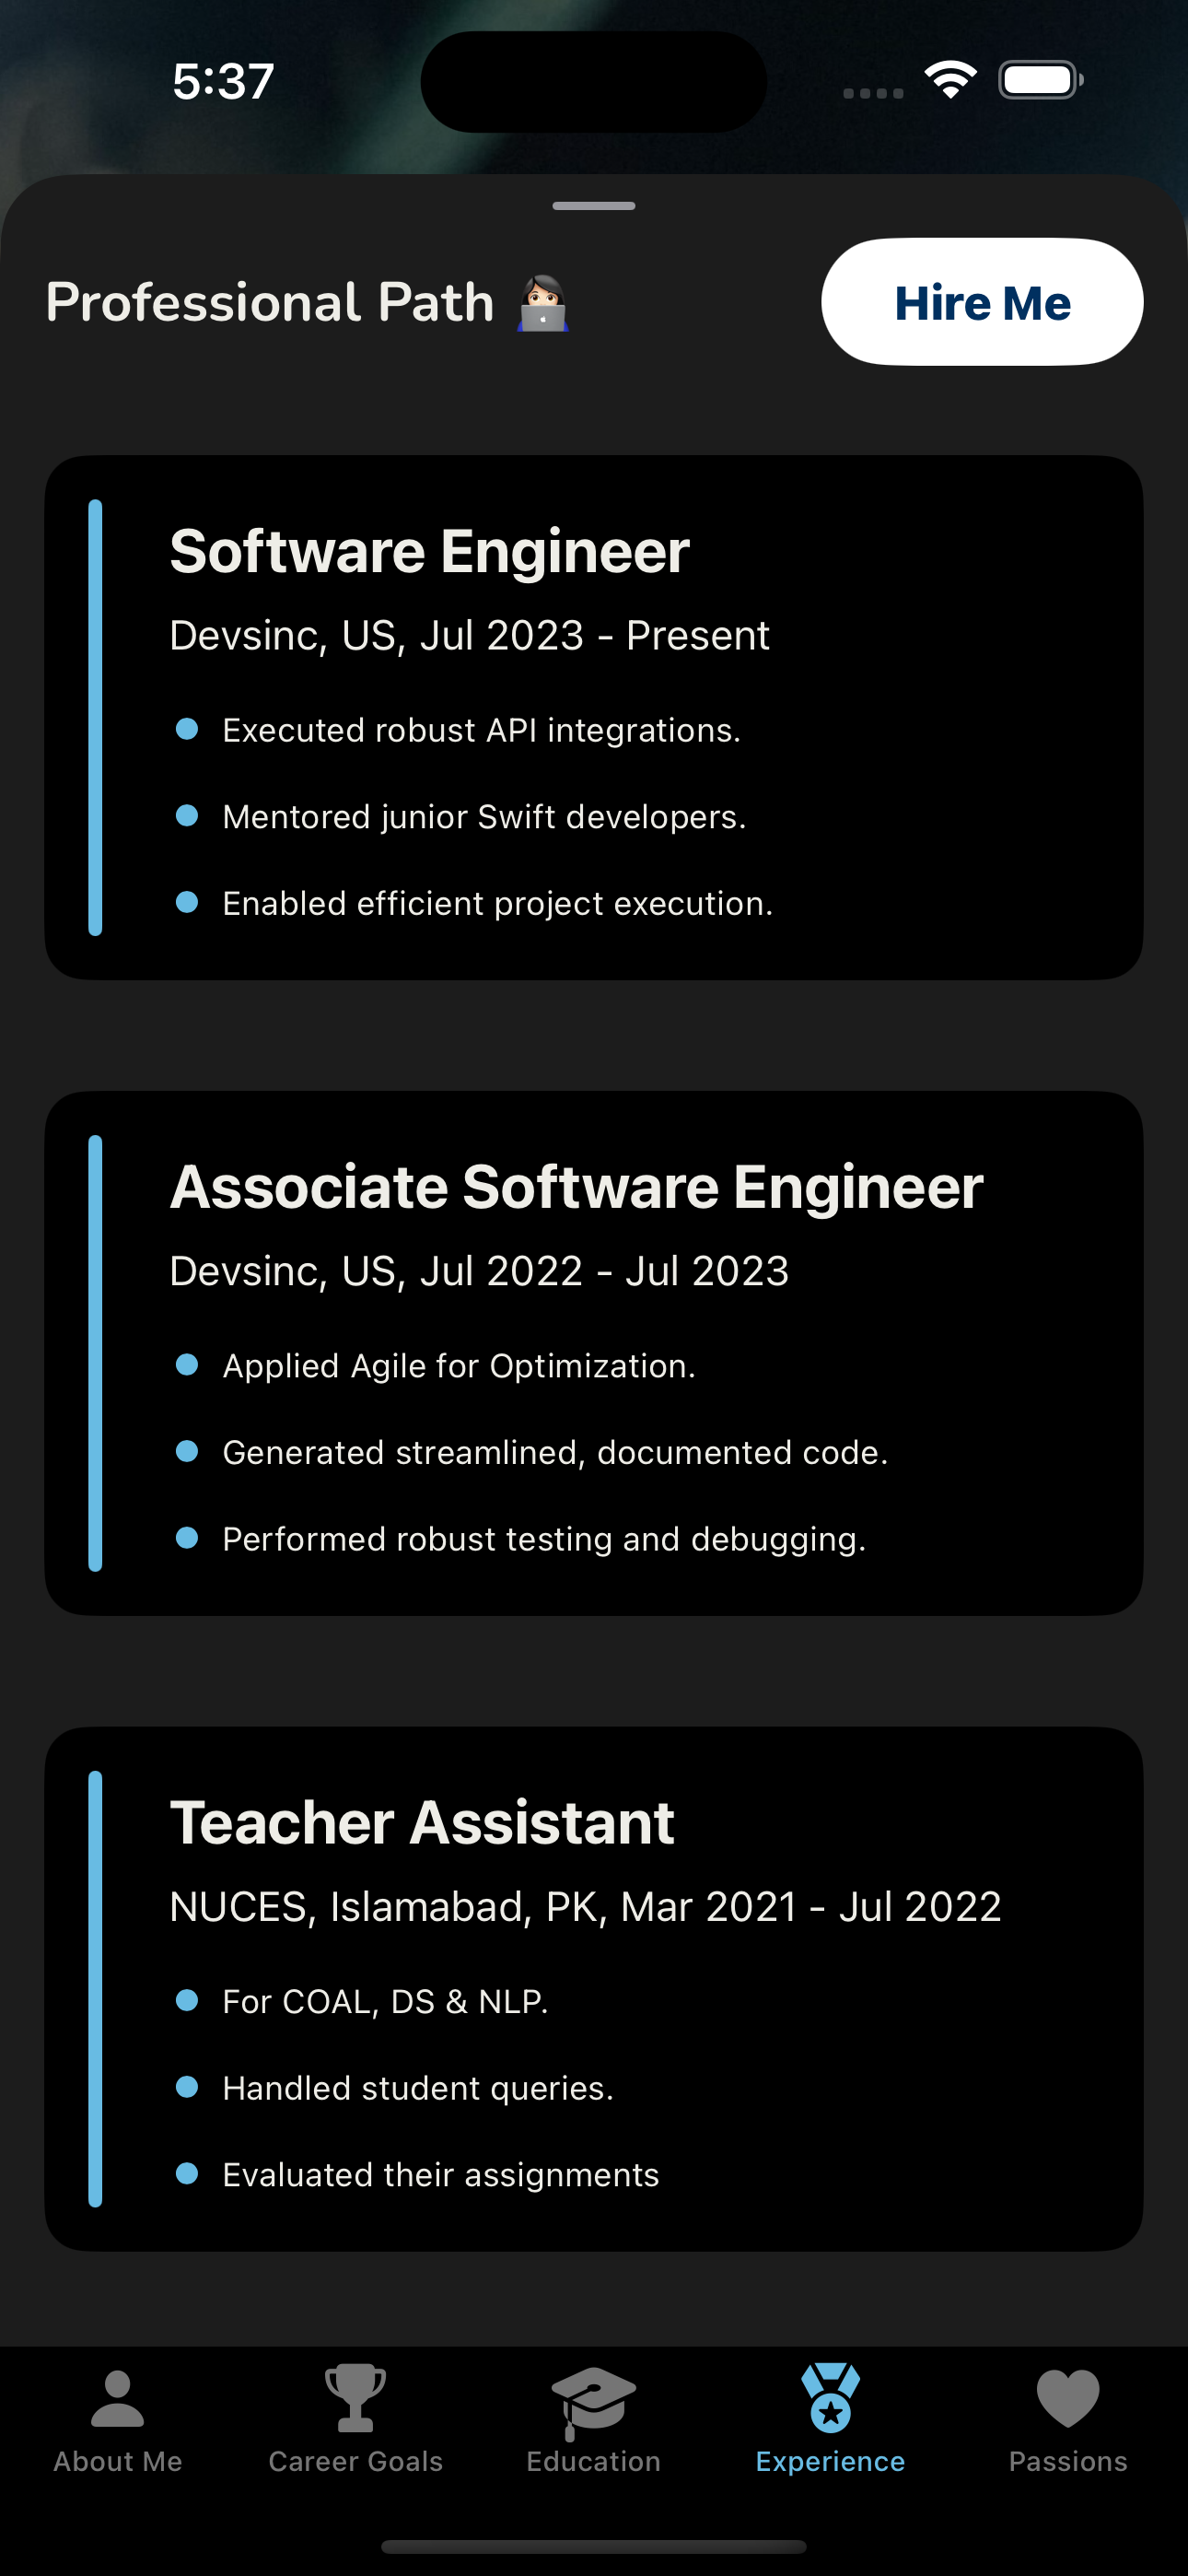 5:37
Professional Path 👩🏻‍💻
Hire Me
Software Engineer
Devsinc, US, Jul 2023 - Present
Executed robust API integrations.
Mentored junior Swift developers.
Enabled efficient project execution.
Associate Software Engineer
Devsinc, US, Jul 2022 - Jul 2023
Applied Agile for Optimization.
Generated streamlined, documented code.
Performed robust testing and debugging.
Teacher Assistant
NUCES, Islamabad, PK, Mar 2021 - Jul 2022
For COAL, DS & NLP.
Handled student queries.
Evaluated their assignments
About Me
Career Goals
Education
Experience
Passions